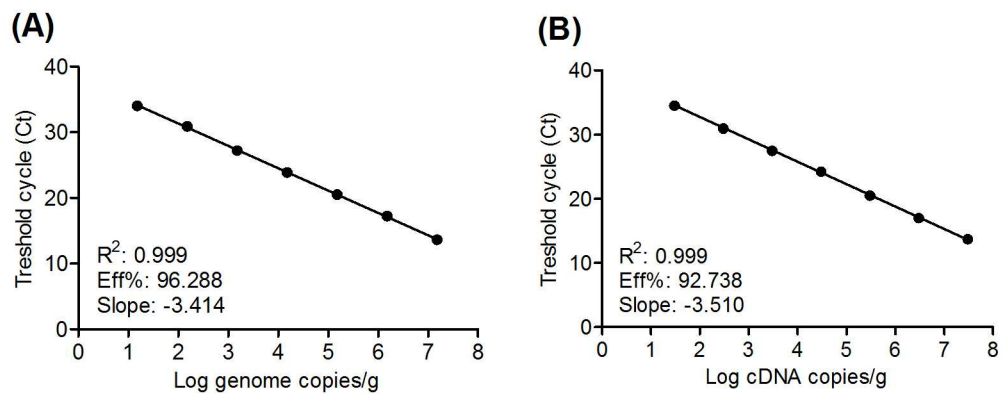 (A)
40
30
20
10
0
Treshold cycle (Ct)
R²: 0.999
Eff%: 96.288
Slope: -3.414
0 1 2 3 4 5 6 7 8
Log genome copies/g
(B)
40
30
20
10
0
Treshold cycle (Ct)
R²: 0.999
Eff%: 92.738
Slope: -3.510
0 1 2 3 4 5 6 7 8
Log cDNA copies/g